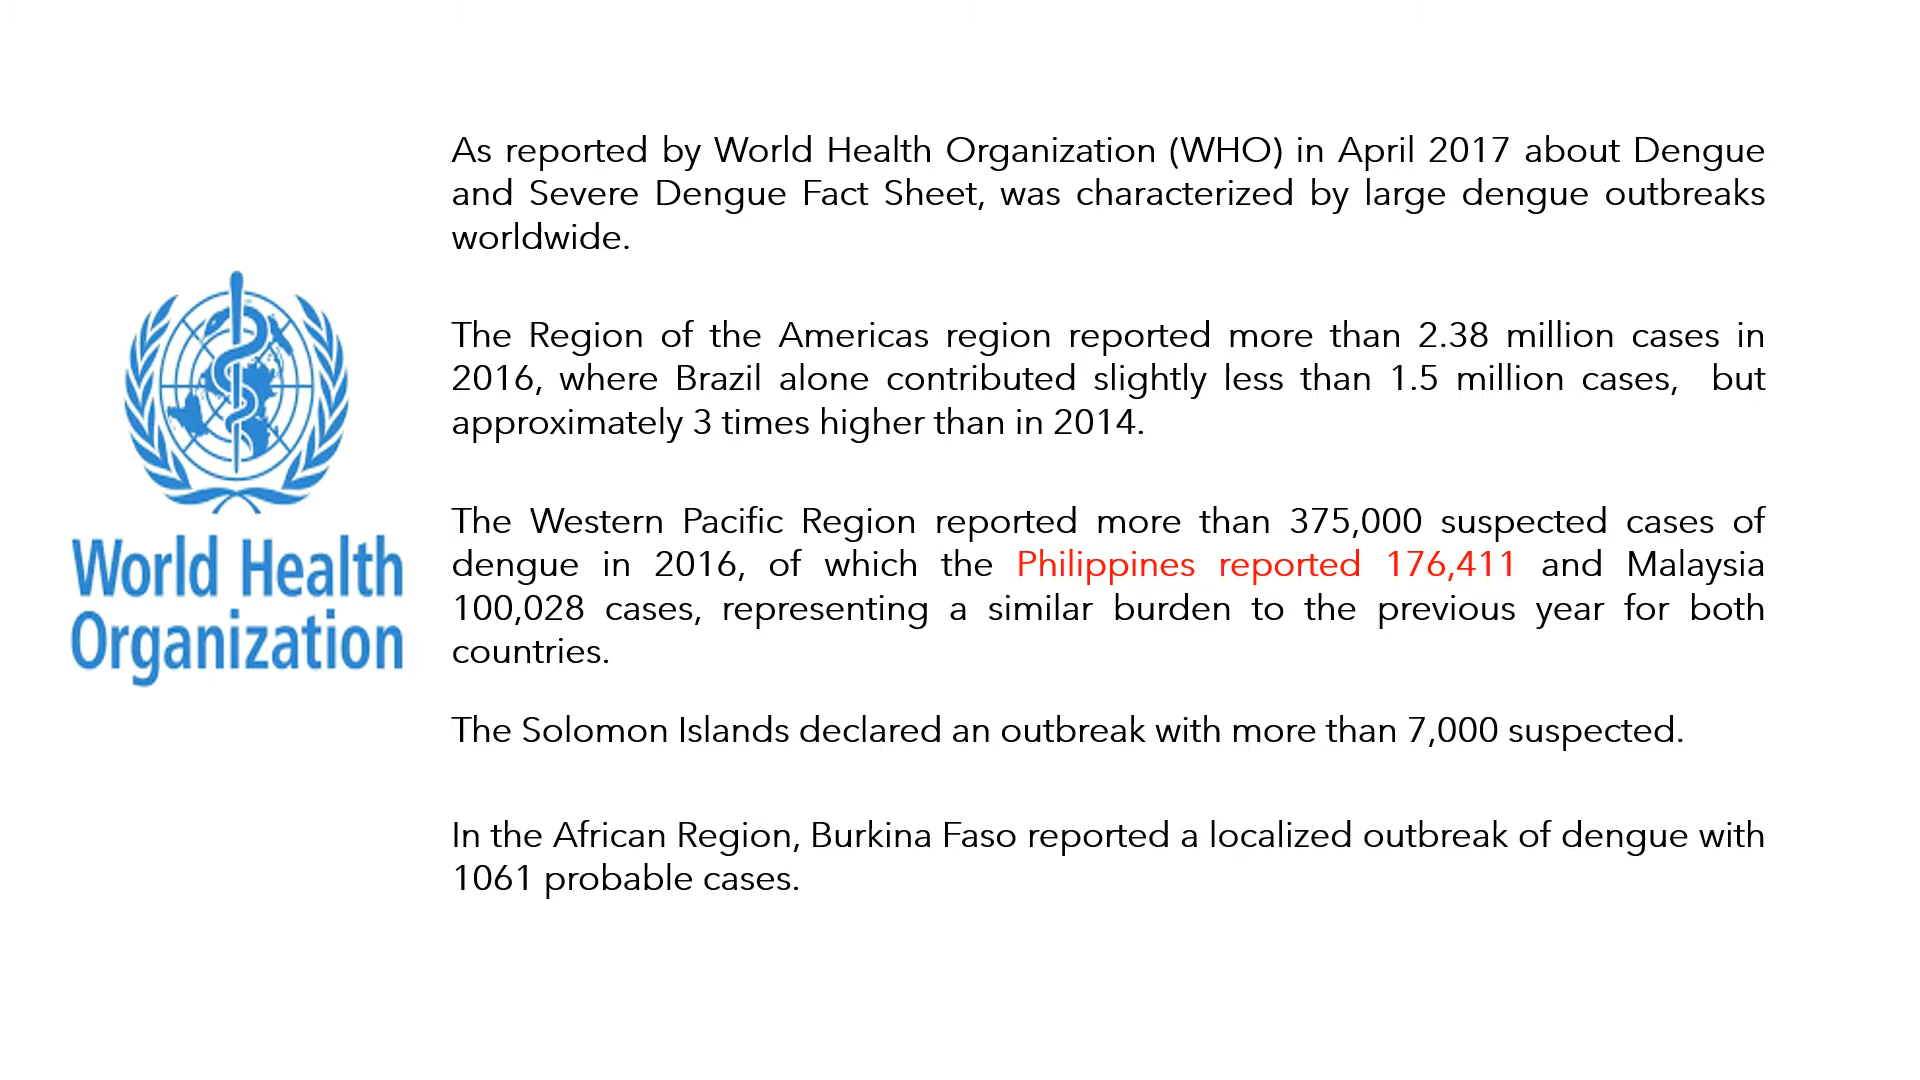 As reported by World Health Organization (WHO) in April 2017 about Dengue
and Severe Dengue Fact Sheet, was characterized by large dengue outbreaks
worldwide.
The Region of the Americas region reported more than 2.38 million cases in
2016, where Brazil alone contributed slightly less than 1.5 million cases, but
approximately 3 times higher than in 2014.
The Western Pacific Region reported more than 375,000 suspected cases of
dengue in 2016, of which the Philippines reported 176,411 and Malaysia
100,028 cases, representing a similar burden to the previous year for both
countries.
The Solomon Islands declared an outbreak with more than 7,000 suspected.
In the African Region, Burkina Faso reported a localized outbreak of dengue with
1061 probable cases.
World Health
Organization